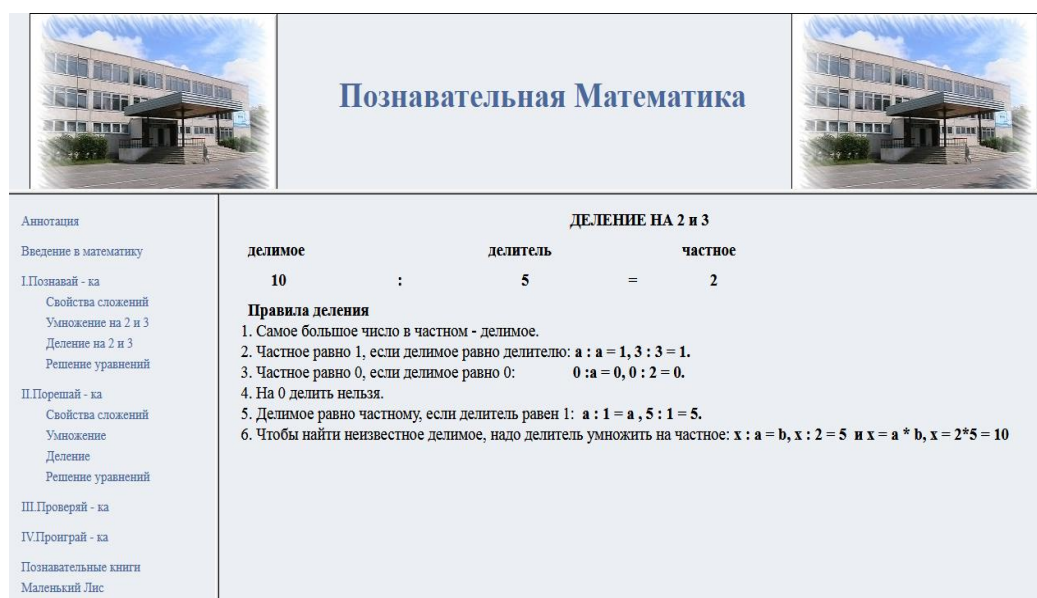 Познавательная Математика
Аннотация
Введение в математику
I.Познавай - ка
Свойства сложений
Умножение на 2 и 3
Деление на 2 и 3
Решение уравнений
II.Порешай - ка
Свойства сложений
Умножение
Деление
Решение уравнений
III.Проверяй - ка
IV.Проиграй - ка
Познавательные книги
Маленький Лис
ДЕЛЕНИЕ НА 2 и 3
делимое делитель частное
10 : 5 = 2
Правила деления
1. Самое большое число в частном - делимое.
2. Частное равно 1, если делимое равно делителю: a : a = 1, 3 : 3 = 1.
3. Частное равно 0, если делимое равно 0: 0 :a = 0, 0 : 2 = 0.
4. На 0 делить нельзя.
5. Делимое равно частному, если делитель равен 1: a : 1 = a , 5 : 1 = 5.
6. Чтобы найти неизвестное делимое, надо делитель умножить на частное: x : a = b, x : 2 = 5 и x = a * b, x = 2*5 = 10